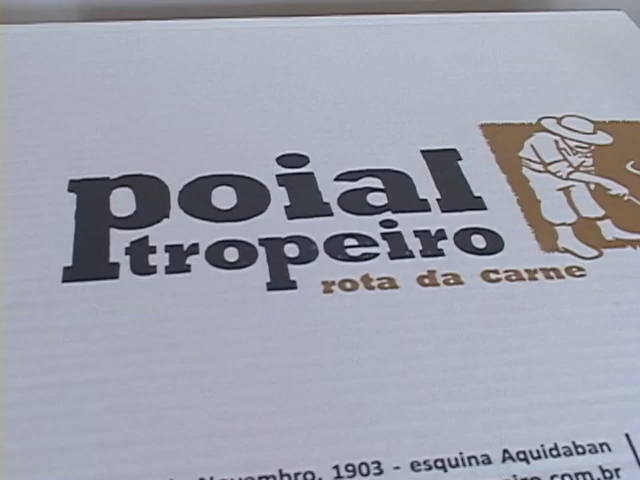 poial
tropeiro
rota da carne
Novembro, 1903 - esquina Aquidaban
.com.br